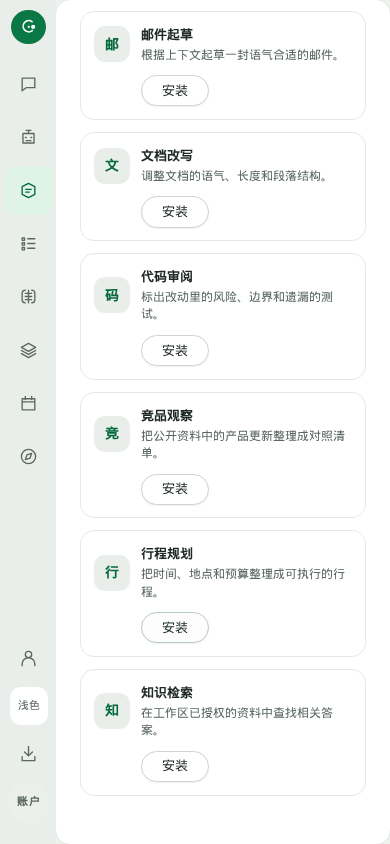 邮
邮件起草
根据上下文起草一封语气合适的邮件。
安装
文
文档改写
调整文档的语气、长度和段落结构。
安装
码
代码审阅
标出改动里的风险、边界和遗漏的测
试。
安装
竞
竞品观察
把公开资料中的产品更新整理成对照清
单。
安装
行
行程规划
把时间、地点和预算整理成可执行的行
程。
安装
知
知识检索
在工作区已授权的资料中查找相关答
案。
安装
浅色
账户